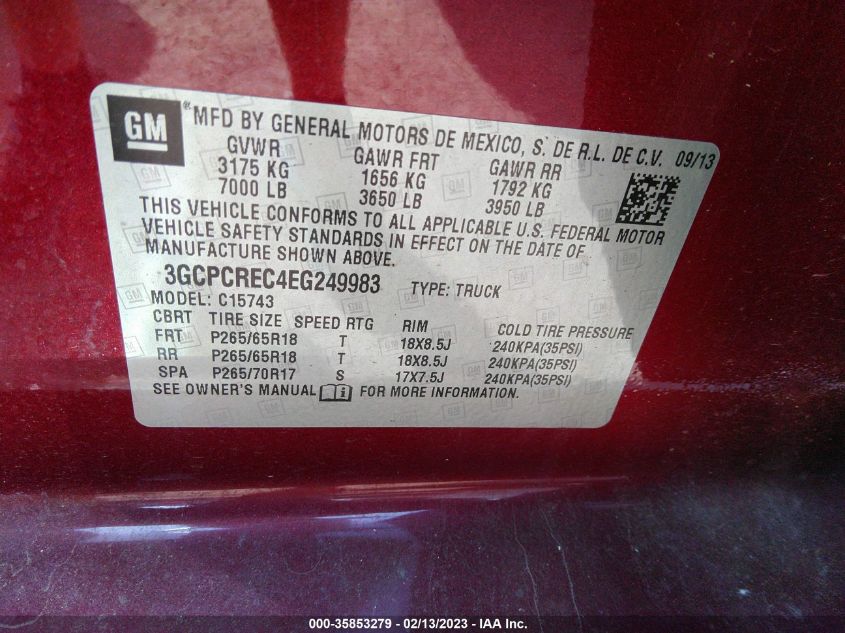 GM
®MFD BY GENERAL MOTORS DE MEXICO, S. DE R.L. DE C.V. 09/13
GVWR GAWR FRT GAWR RR
3175 KG 1656 KG 1792 KG
7000 LB 3650 LB 3950 LB
THIS VEHICLE CONFORMS TO ALL APPLICABLE U.S. FEDERAL MOTOR
VEHICLE SAFETY STANDARDS IN EFFECT ON THE DATE OF
MANUFACTURE SHOWN ABOVE.
3GCPCREC4EG249983 TYPE: TRUCK
MODEL: C15743
CBRT TIRE SIZE SPEED RTG RIM COLD TIRE PRESSURE
FRT P265/65R18 T 18X8.5J 240KPA(35PSI)
RR P265/65R18 T 18X8.5J 240KPA(35PSI)
SPA P265/70R17 S 17X7.5J 240KPA(35PSI)
SEE OWNER'S MANUAL i FOR MORE INFORMATION.
000-35853279 — 02/13/2023 — IAA Inc.